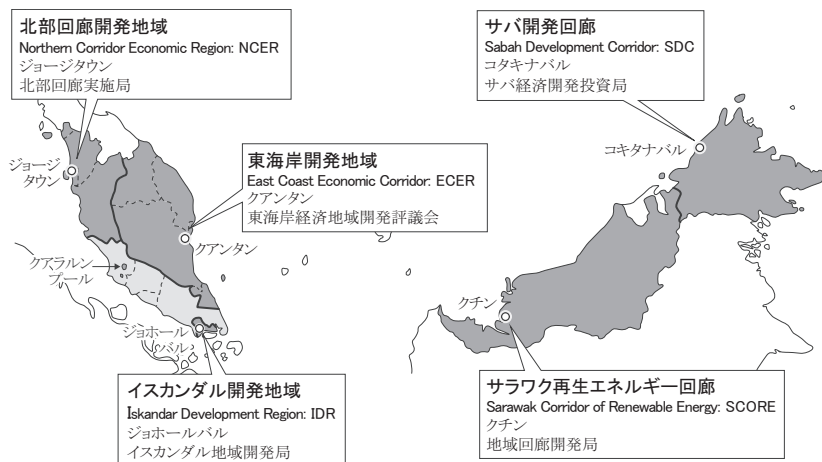 北部回廊開発地域
Northern Corridor Economic Region: NCER
ジョージタウン
北部回廊実施局
サバ開発回廊
Sabah Development Corridor: SDC
コタキナバル
サバ経済開発投資局
ジョージ
タウン
コキタナバル
東海岸開発地域
East Coast Economic Corridor: ECER
クアンタン
東海岸経済地域開発評議会
クアンタン
クアラルン
プール
クチン
ジョホール
バル
イスカンダル開発地域
Iskandar Development Region: IDR
ジョホールバル
イスカンダル地域開発局
サラワク再生エネルギー回廊
Sarawak Corridor of Renewable Energy: SCORE
クチン
地域回廊開発局